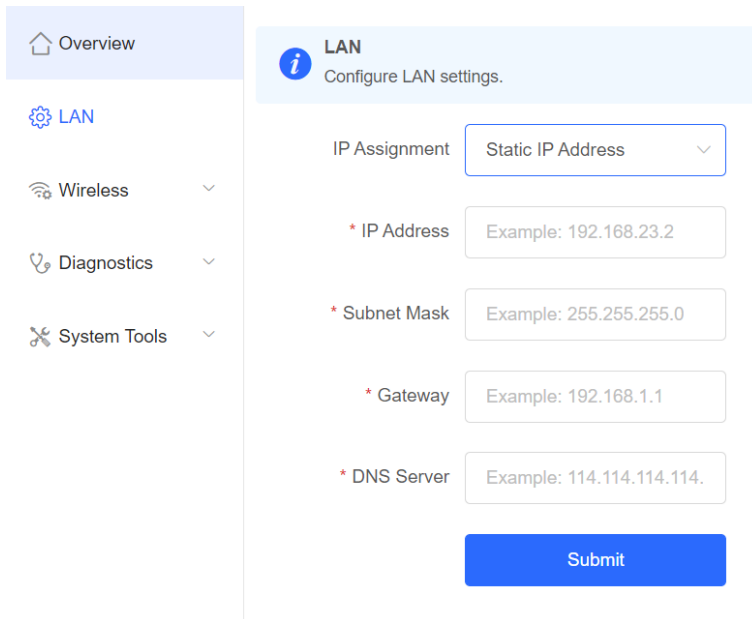 Overview
LAN
Wireless
Diagnostics
System Tools
LAN
Configure LAN settings.
IP Assignment Static IP Address
* IP Address Example: 192.168.23.2
* Subnet Mask Example: 255.255.255.0
* Gateway Example: 192.168.1.1
* DNS Server Example: 114.114.114.114.
Submit